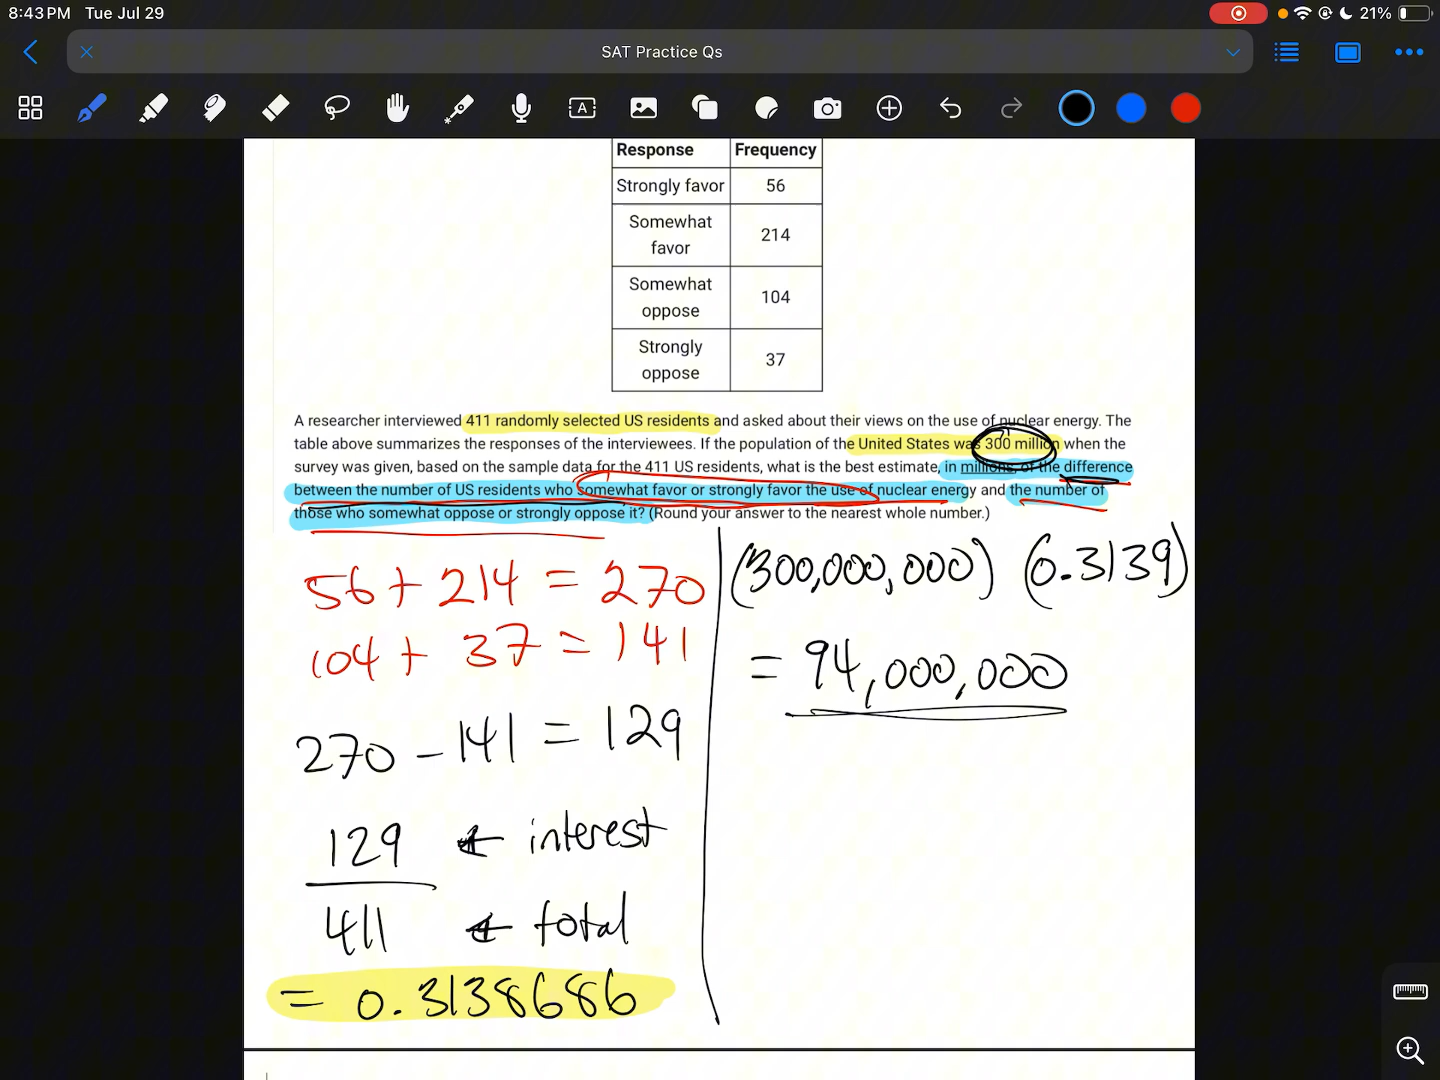 8:43 PM Tue Jul 29
21%
SAT Practice Qs
A
Response Frequency
Strongly favor 56
Somewhat favor 214
Somewhat oppose 104
Strongly oppose 37
A researcher interviewed 411 randomly selected US residents and asked about their views on the use of nuclear energy. The
table above summarizes the responses of the interviewees. If the population of the United States was 300 million when the
survey was given, based on the sample data for the 411 US residents, what is the best estimate, in millions, of the difference
between the number of US residents who somewhat favor or strongly favor the use of nuclear energy and the number of
those who somewhat oppose or strongly oppose it? (Round your answer to the nearest whole number.)
56 + 214 = 270
104 + 37 = 141
270 - 141 = 129
129 ← interest
411 ← total
= 0.3138686
(300,000,000) (0.3139)
= 94,000,000